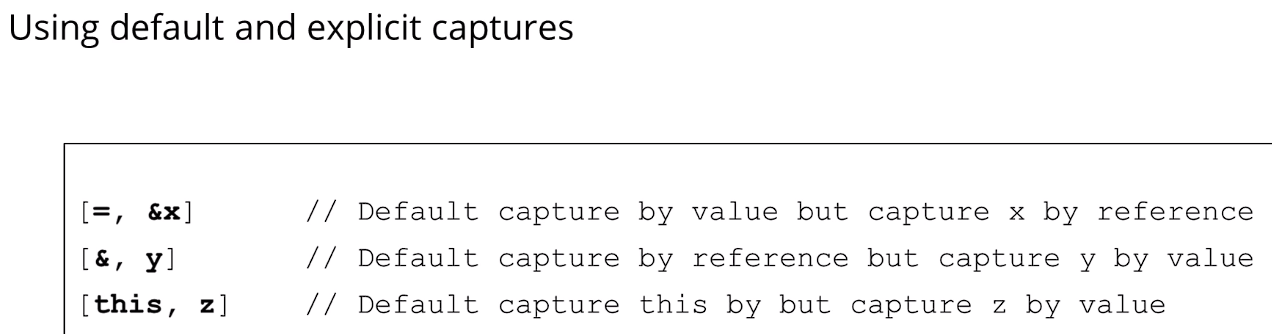 Using default and explicit captures
[=, &x] // Default capture by value but capture x by reference
[&, y] // Default capture by reference but capture y by value
[this, z] // Default capture this by but capture z by value